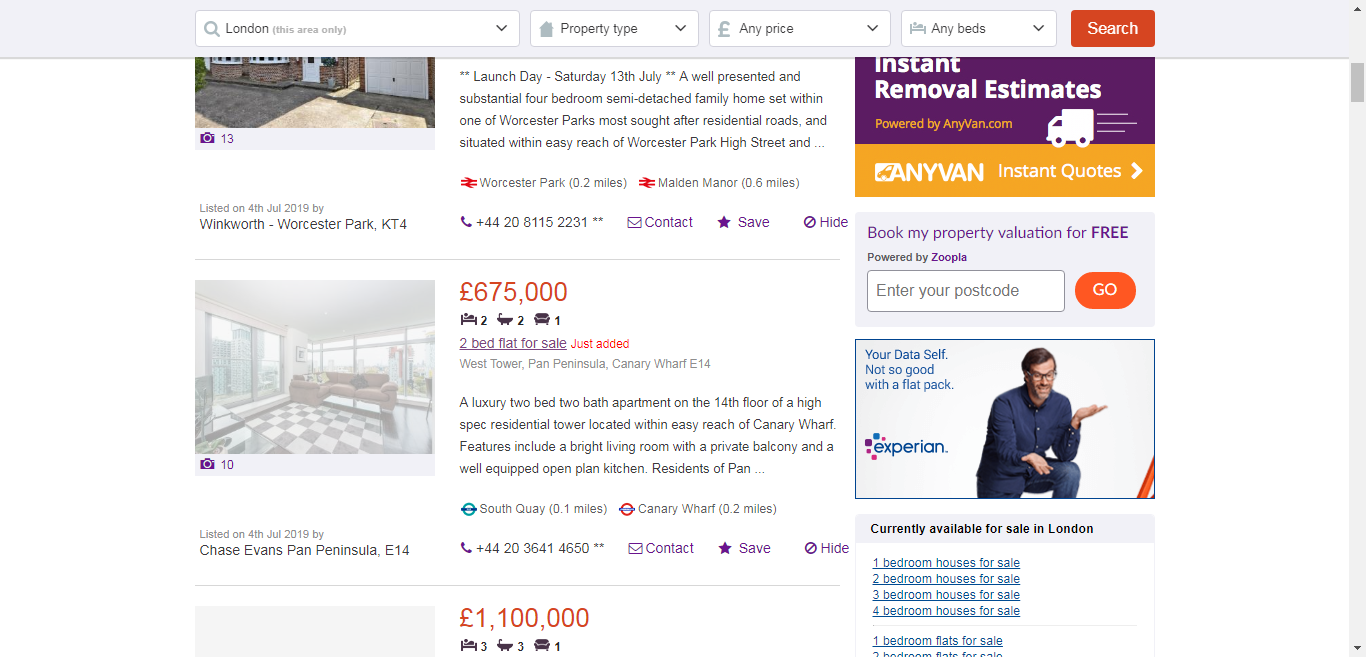 London (this area only)
Property type
Any price
Any beds
Search
** Launch Day - Saturday 13th July ** A well presented and
substantial four bedroom semi-detached family home set within
one of Worcester Parks most sought after residential roads, and
situated within easy reach of Worcester Park High Street and ...
13
Worcester Park (0.2 miles) Malden Manor (0.6 miles)
Listed on 4th Jul 2019 by
Winkworth - Worcester Park, KT4
+44 20 8115 2231 ** Contact Save Hide
£675,000
2 2 1
2 bed flat for sale Just added
West Tower, Pan Peninsula, Canary Wharf E14
A luxury two bed two bath apartment on the 14th floor of a high
spec residential tower located within easy reach of Canary Wharf.
Features include a bright living room with a private balcony and a
well equipped open plan kitchen. Residents of Pan ...
10
South Quay (0.1 miles) Canary Wharf (0.2 miles)
Listed on 4th Jul 2019 by
Chase Evans Pan Peninsula, E14
+44 20 3641 4650 ** Contact Save Hide
£1,100,000
3 3 1
Instant
Removal Estimates
Powered by AnyVan.com
ANYVAN Instant Quotes
Book my property valuation for FREE
Powered by Zoopla
Enter your postcode
GO
Your Data Self.
Not so good
with a flat pack.
experian.
Currently available for sale in London
1 bedroom houses for sale
2 bedroom houses for sale
3 bedroom houses for sale
4 bedroom houses for sale
1 bedroom flats for sale
2 bedroom flats for sale